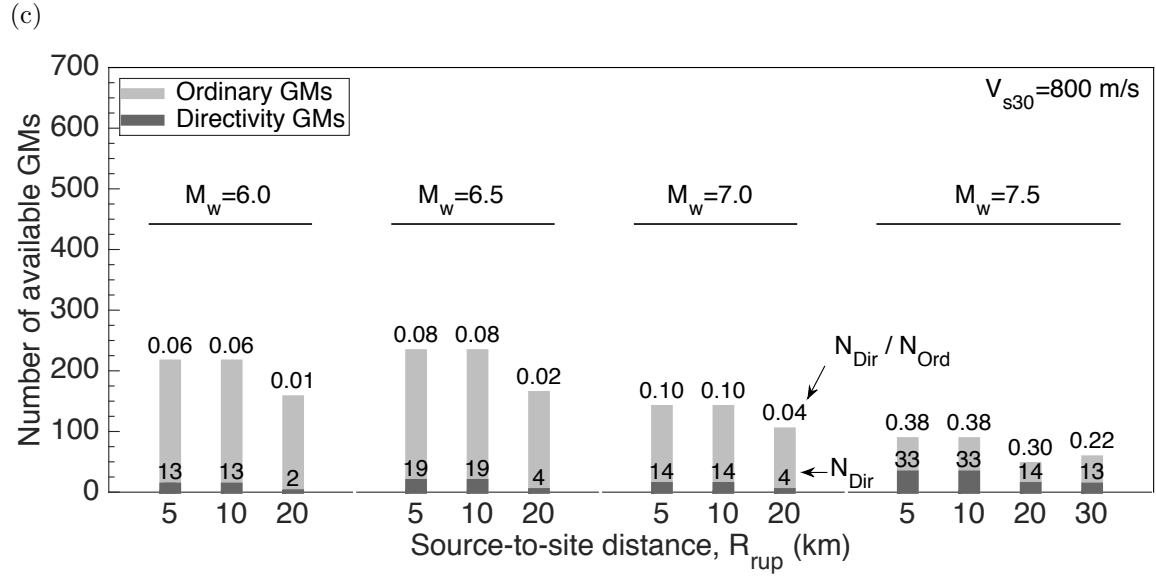 (c)
700
600
500
400
300
200
100
0
Number of available GMs
Ordinary GMs
Directivity GMs
V_s30=800 m/s
M_w=6.0
M_w=6.5
M_w=7.0
M_w=7.5
0.06 0.06 0.01
0.08 0.08 0.02
0.10 0.10 0.04
0.38 0.38 0.30 0.22
N_Dir / N_Ord
N_Dir
13 13 2
19 19 4
14 14 4
33 33 14 13
5 10 20 5 10 20 5 10 20 5 10 20 30
Source-to-site distance, R_rup (km)